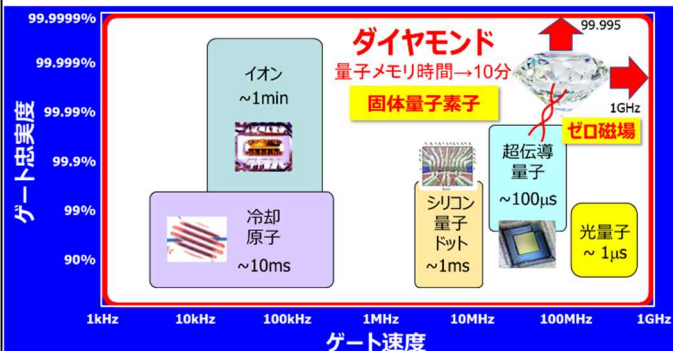 99.9999%
99.999%
99.99%
99.9%
99%
90%
ゲート忠実度
イオン
~1min
冷却
原子
~10ms
ダイヤモンド
量子メモリ時間→10分
固体量子素子
99.995
1GHz
ゼロ磁場
シリコン
量子
ドット
~1ms
超伝導
量子
~100μs
光量子
~ 1μs
1kHz
10kHz
100kHz
1MHz
10MHz
100MHz
1GHz
ゲート速度